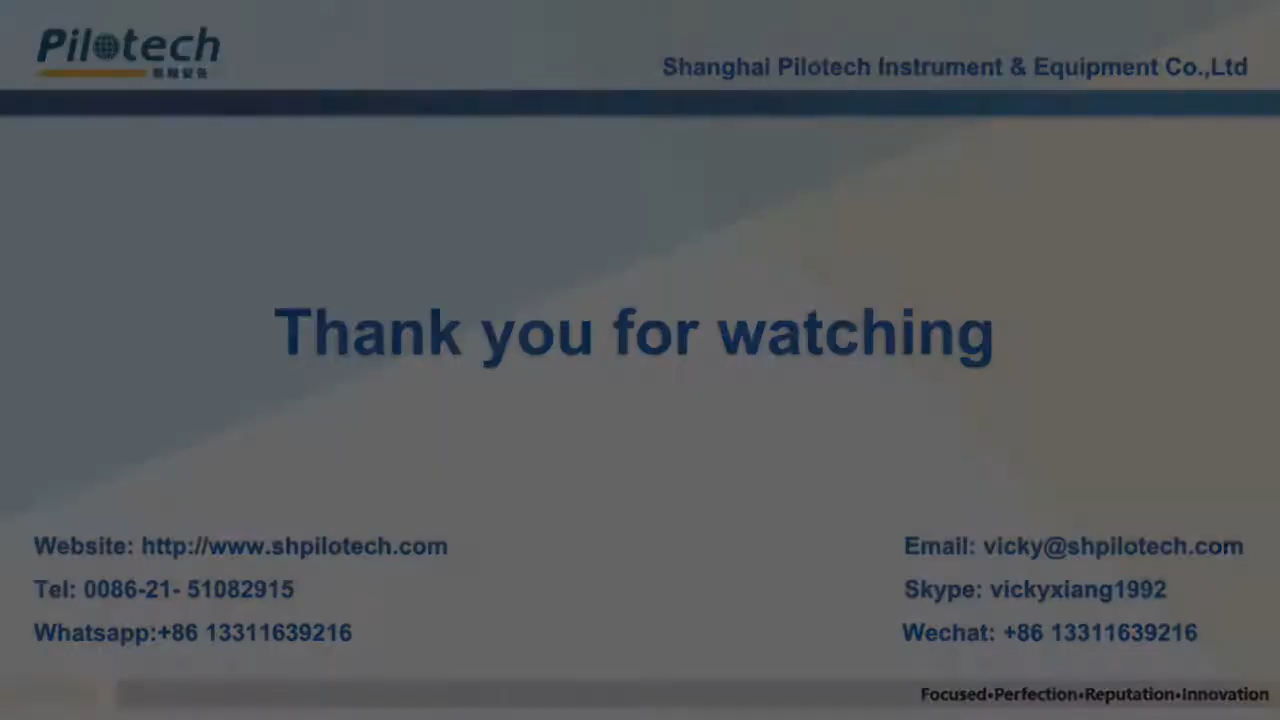 Pilotech
Shanghai Pilotech Instrument & Equipment Co.,Ltd
Thank you for watching
Website: http://www.shpilotech.com
Email: vicky@shpilotech.com
Tel: 0086-21- 51082915
Skype: vickyxiang1992
Whatsapp:+86 13311639216
Wechat: +86 13311639216
Focused•Perfection•Reputation•Innovation